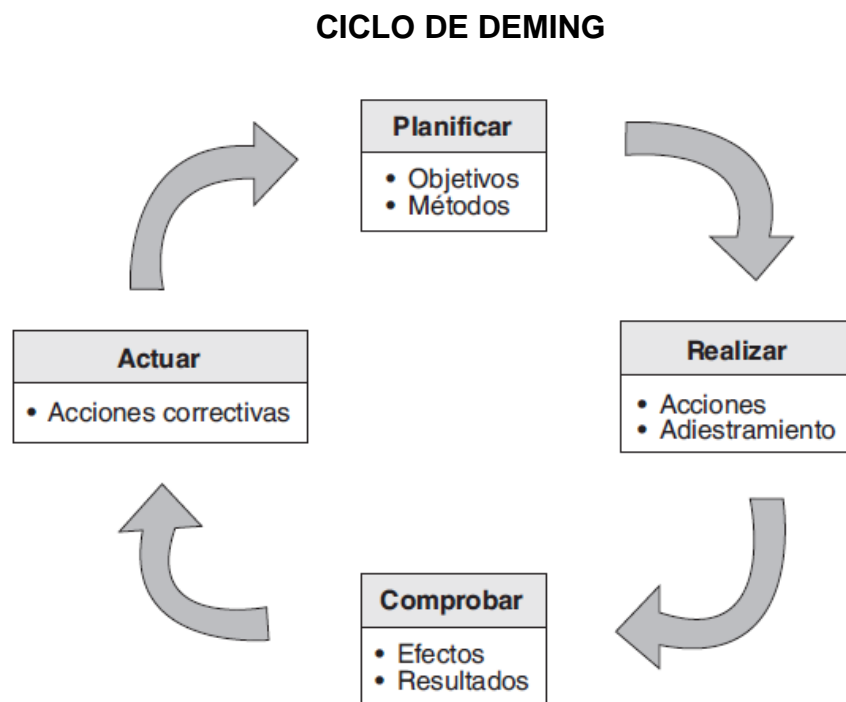 CICLO DE DEMING
Planificar
• Objetivos
• Métodos
Realizar
• Acciones
• Adiestramiento
Comprobar
• Efectos
• Resultados
Actuar
• Acciones correctivas